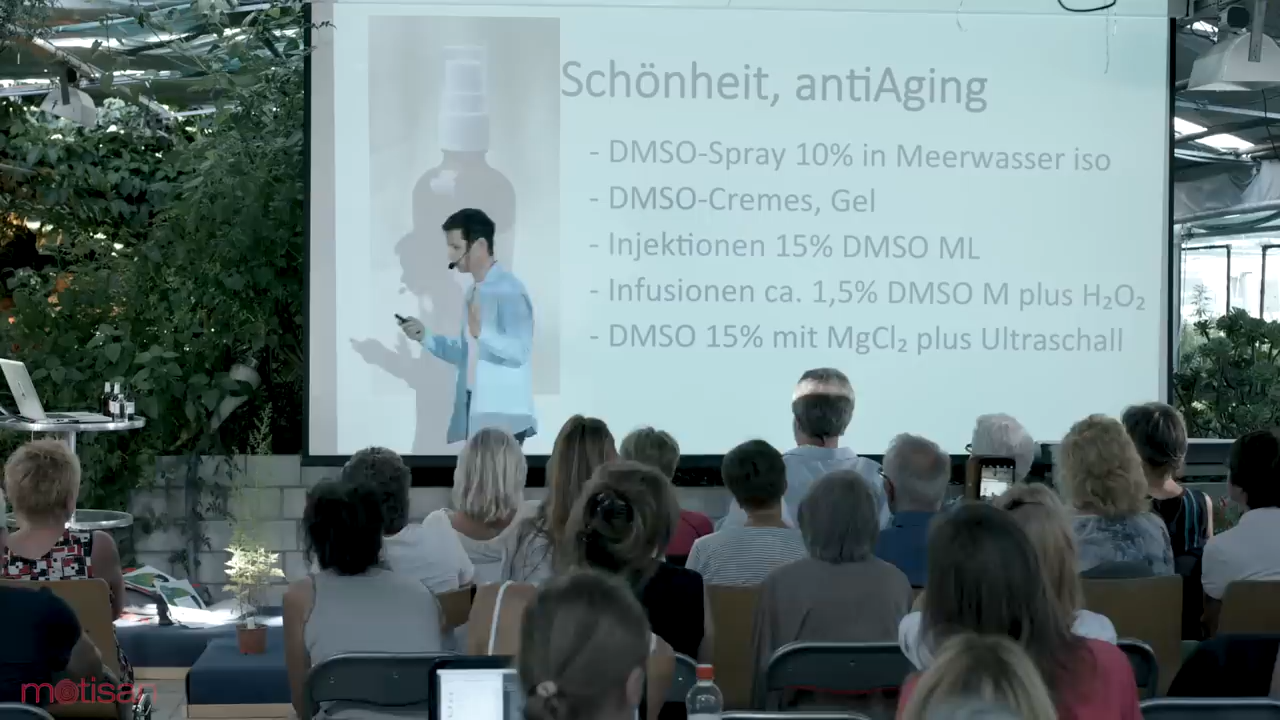 Schönheit, antiAging
- DMSO-Spray 10% in Meerwasser iso
- DMSO-Cremes, Gel
- Injektionen 15% DMSO ML
- Infusionen ca. 1,5% DMSO M plus H₂O₂
- DMSO 15% mit MgCl₂ plus Ultraschall
motisan